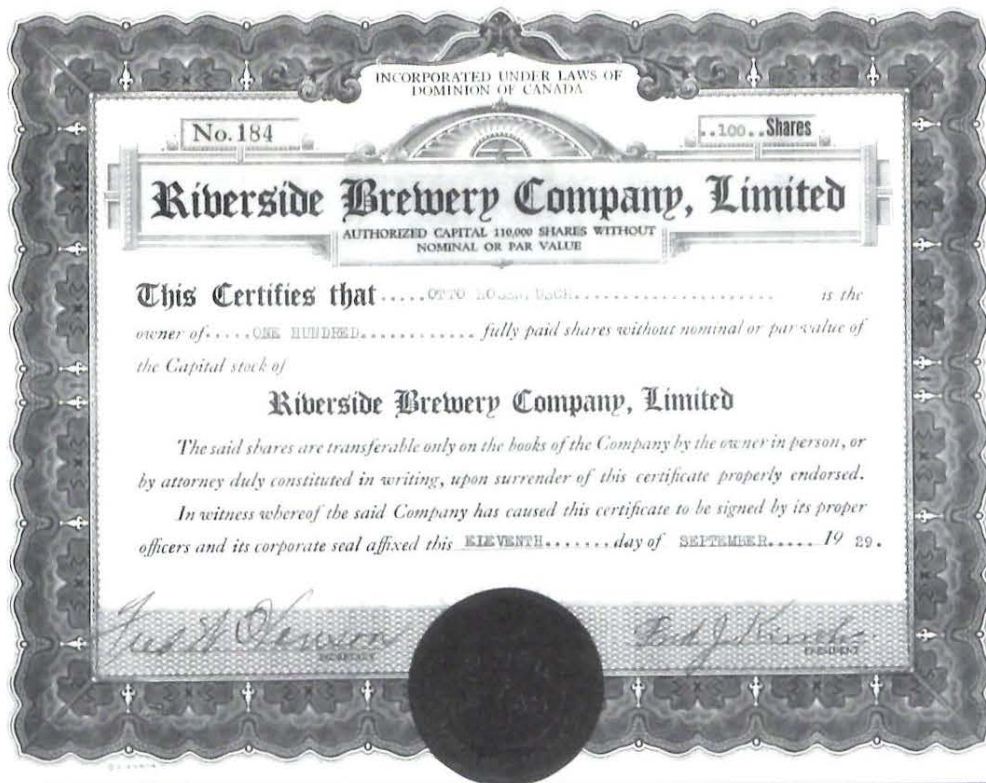 INCORPORATED UNDER LAWS OF
DOMINION OF CANADA
No. 184
..100.. Shares
Riverside Brewery Company, Limited
AUTHORIZED CAPITAL 110,000 SHARES WITHOUT
NOMINAL OR PAR VALUE
This Certifies that.....OTTO ..................... is the
owner of.....ONE HUNDRED............ fully paid shares without nominal or par value of
the Capital stock of
Riverside Brewery Company, Limited
The said shares are transferable only on the books of the Company by the owner in person, or
by attorney duly constituted in writing, upon surrender of this certificate properly endorsed.
In witness whereof the said Company has caused this certificate to be signed by its proper
officers and its corporate seal affixed this ELEVENTH.......day of SEPTEMBER..... 19 29.
SECRETARY
Fred J.
PRESIDENT